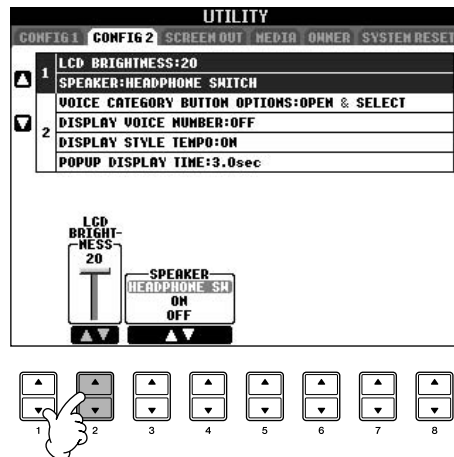 UTILITY
CONFIG 1 CONFIG 2 SCREEN OUT MEDIA OWNER SYSTEM RESET
1 LCD BRIGHTNESS:20
SPEAKER:HEADPHONE SWITCH
2 VOICE CATEGORY BUTTON OPTIONS:OPEN & SELECT
DISPLAY VOICE NUMBER:OFF
DISPLAY STYLE TEMPO:ON
POPUP DISPLAY TIME:3.0sec
LCD
BRIGHT-
NESS
20
SPEAKER
HEADPHONE SW
ON
OFF
1 2 3 4 5 6 7 8